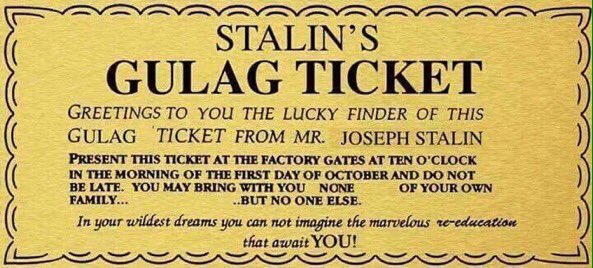 STALIN'S
GULAG TICKET
GREETINGS TO YOU THE LUCKY FINDER OF THIS
GULAG 'TICKET FROM MR. JOSEPH STALIN
PRESENT THIS TICKET AT THE FACTORY GATES AT TEN O'CLOCK
IN THE MORNING OF THE FIRST DAY OF OCTOBER AND DO NOT
BE LATE. YOU MAY BRING WITH YOU NONE OF YOUR OWN
FAMILY... ..BUT NO ONE ELSE.
In your wildest dreams you can not imagine the marvelous re-education
that await YOU!